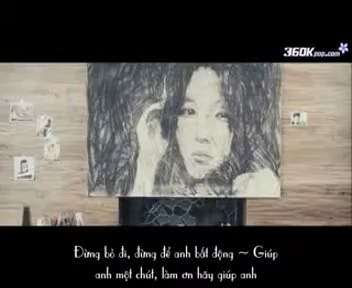 360Kpop.com
Đừng bỏ đi, đừng để anh bất động ~ Giúp
anh một chút, làm ơn hãy giúp anh